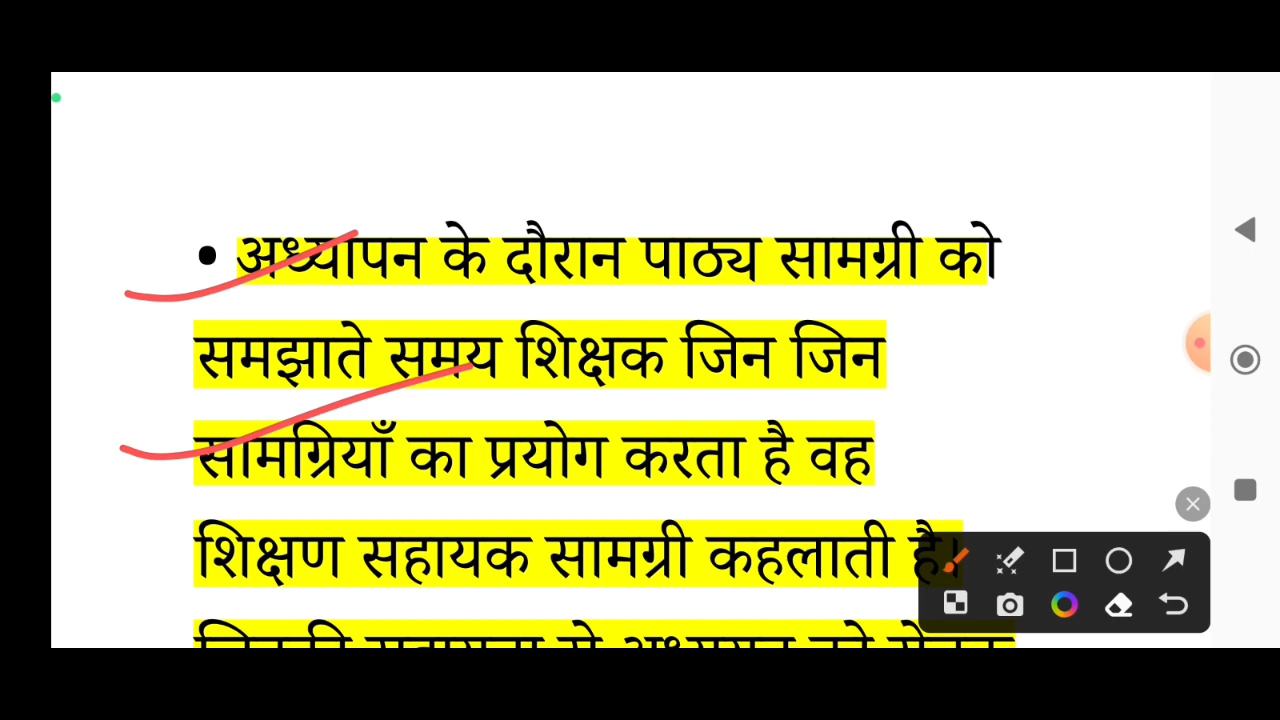 • अध्यापन के दौरान पाठ्य सामग्री को
समझाते समय शिक्षक जिन जिन
सामग्रियाँ का प्रयोग करता है वह
शिक्षण सहायक सामग्री कहलाती है।